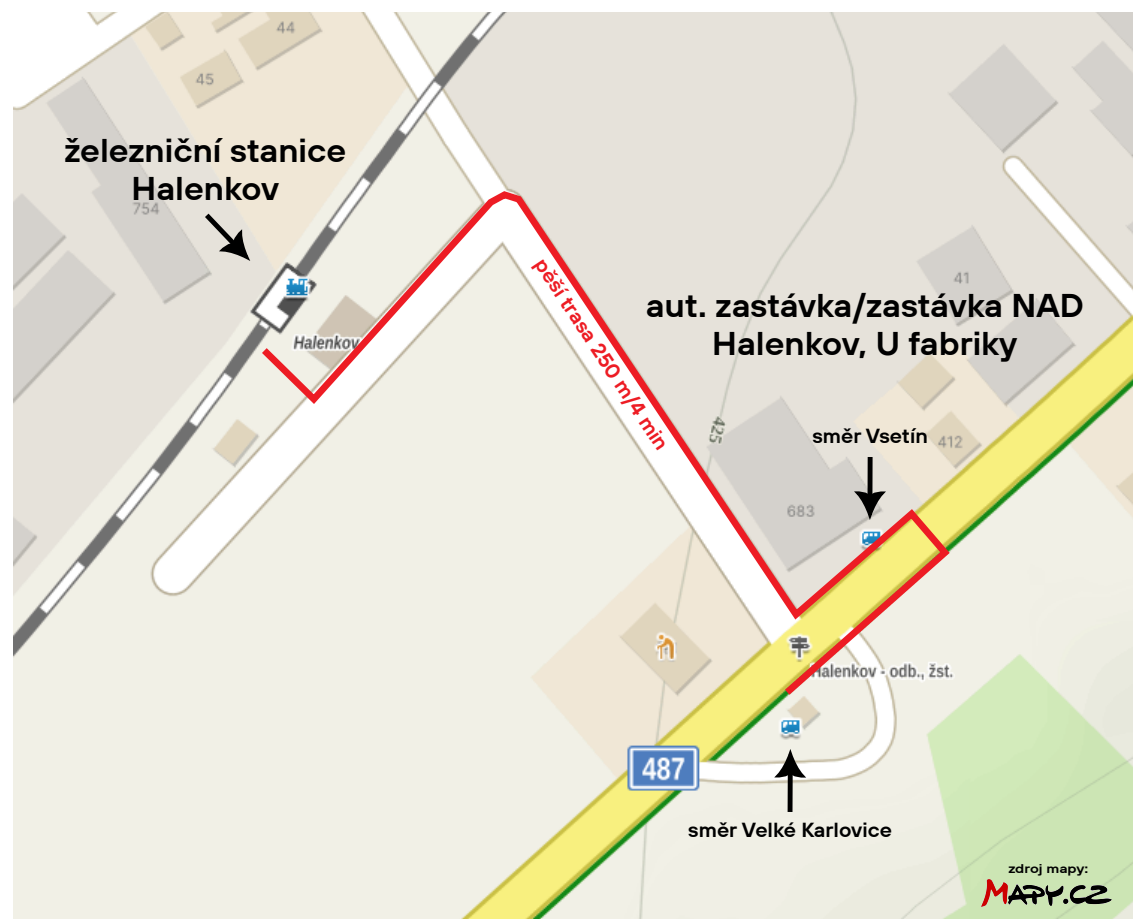 44
45
železniční stanice
Halenkov
754
Halenkov
pěší trasa 250 m/4 min
41
aut. zastávka/zastávka NAD
Halenkov, U fabriky
425
směr Vsetín
412
683
Halenkov - odb., žst.
487
směr Velké Karlovice
zdroj mapy:
MAPY.CZ